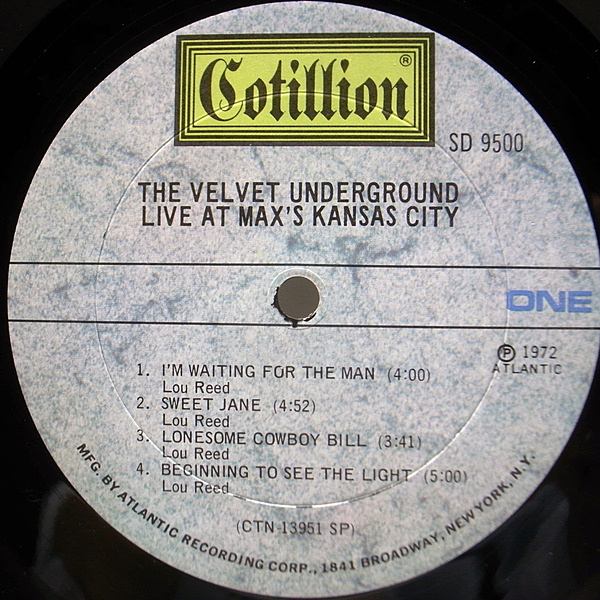 Cotillion®
SD 9500
THE VELVET UNDERGROUND
LIVE AT MAX'S KANSAS CITY
ONE
Ⓟ 1972
ATLANTIC
1. I'M WAITING FOR THE MAN (4:00)
Lou Reed
2. SWEET JANE (4:52)
Lou Reed
3. LONESOME COWBOY BILL (3:41)
Lou Reed
4. BEGINNING TO SEE THE LIGHT (5:00)
Lou Reed
(CTN-13951 SP)
MFG. BY ATLANTIC RECORDING CORP., 1841 BROADWAY, NEW YORK, N.Y.